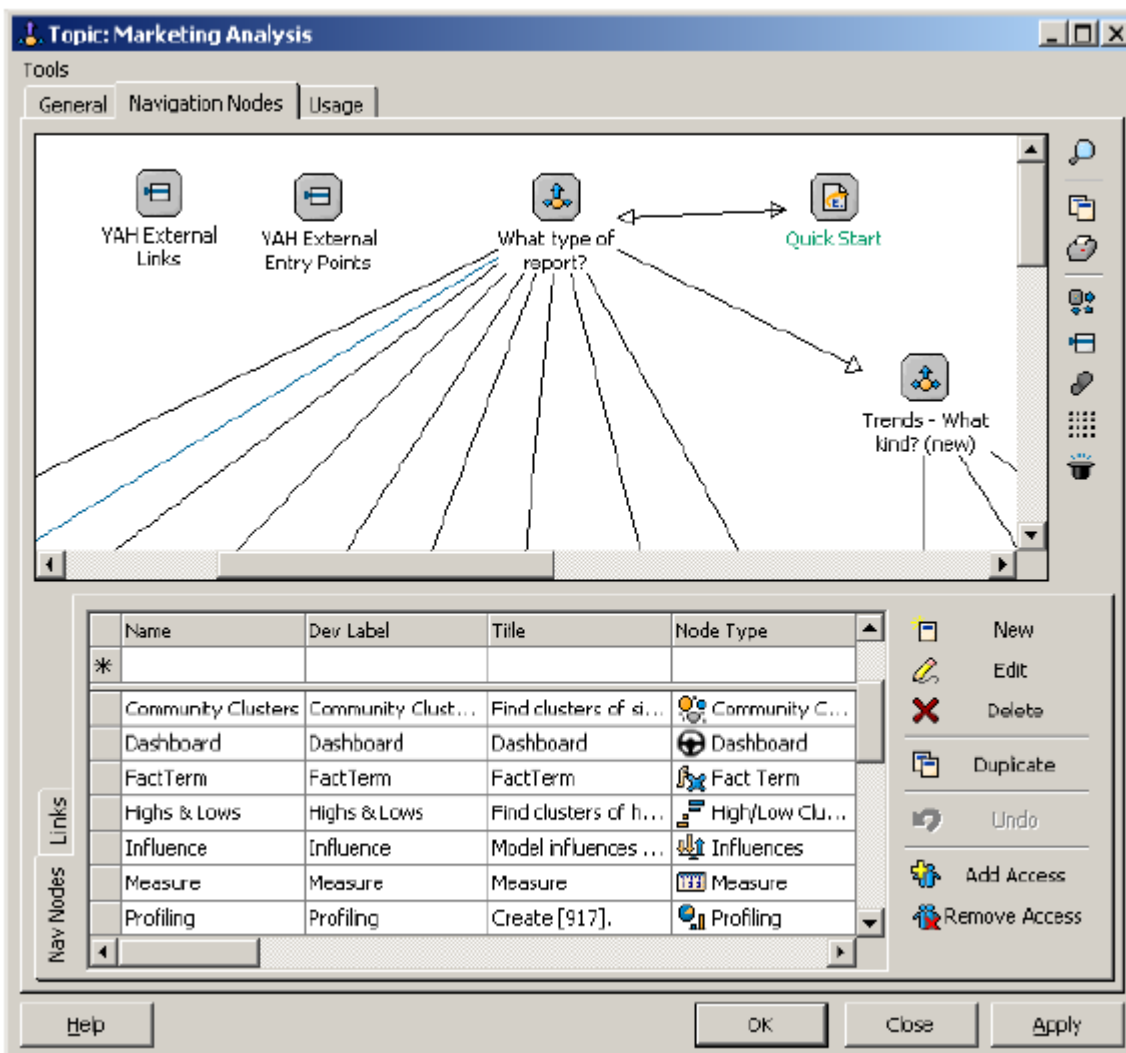 Topic: Marketing Analysis
Tools
General Navigation Nodes Usage
YAH External
Links
YAH External
Entry Points
What type of
report?
Quick Start
Trends - What
kind? (new)
Name Dev Label Title Node Type
*
Community Clusters Community Clust... Find clusters of si... Community C...
Dashboard Dashboard Dashboard Dashboard
FactTerm FactTerm FactTerm Fact Term
Highs & Lows Highs & Lows Find clusters of h... High/Low Clu...
Influence Influence Model influences ... Influences
Measure Measure Measure Measure
Profiling Profiling Create [917]. Profiling
Links
Nav Nodes
New
Edit
Delete
Duplicate
Undo
Add Access
Remove Access
Help OK Close Apply